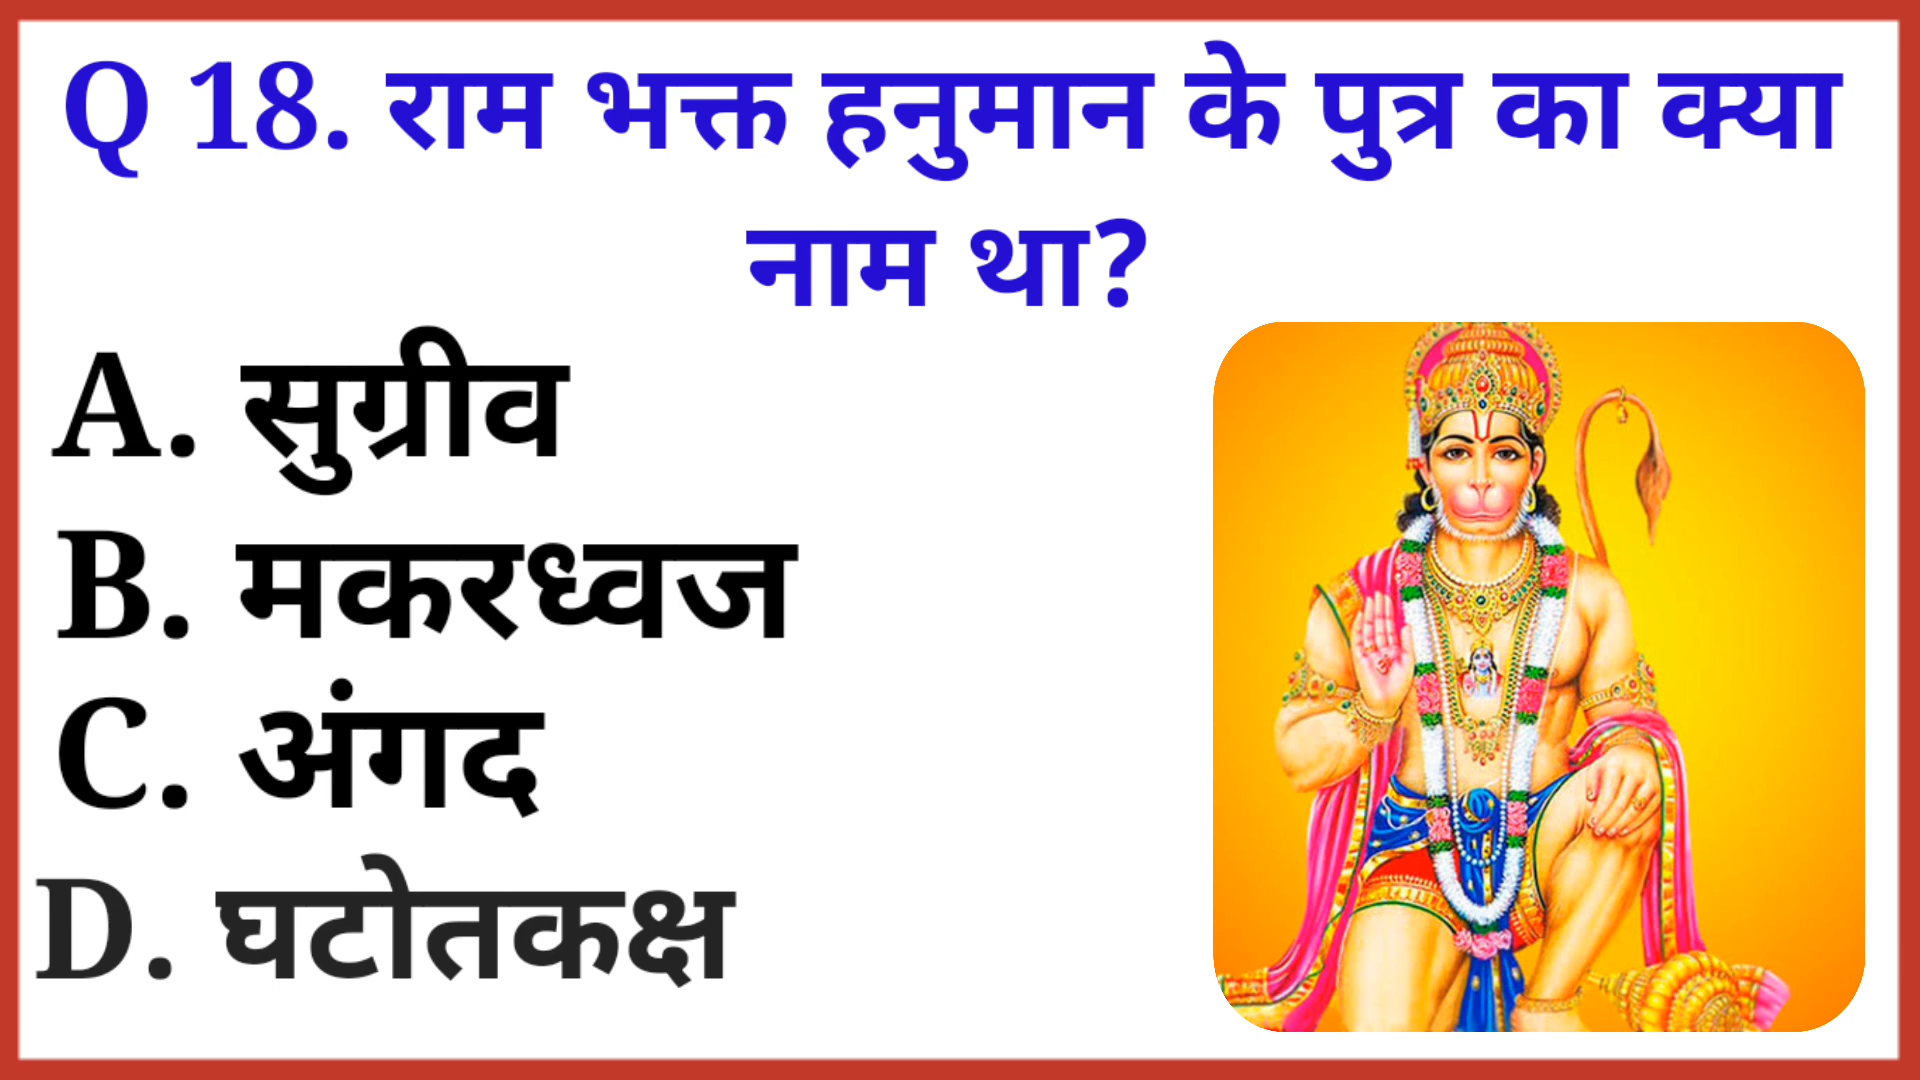 Q 18. राम भक्त हनुमान के पुत्र का क्या
नाम था?
A. सुग्रीव
B. मकरध्वज
C. अंगद
D. घटोतकक्ष